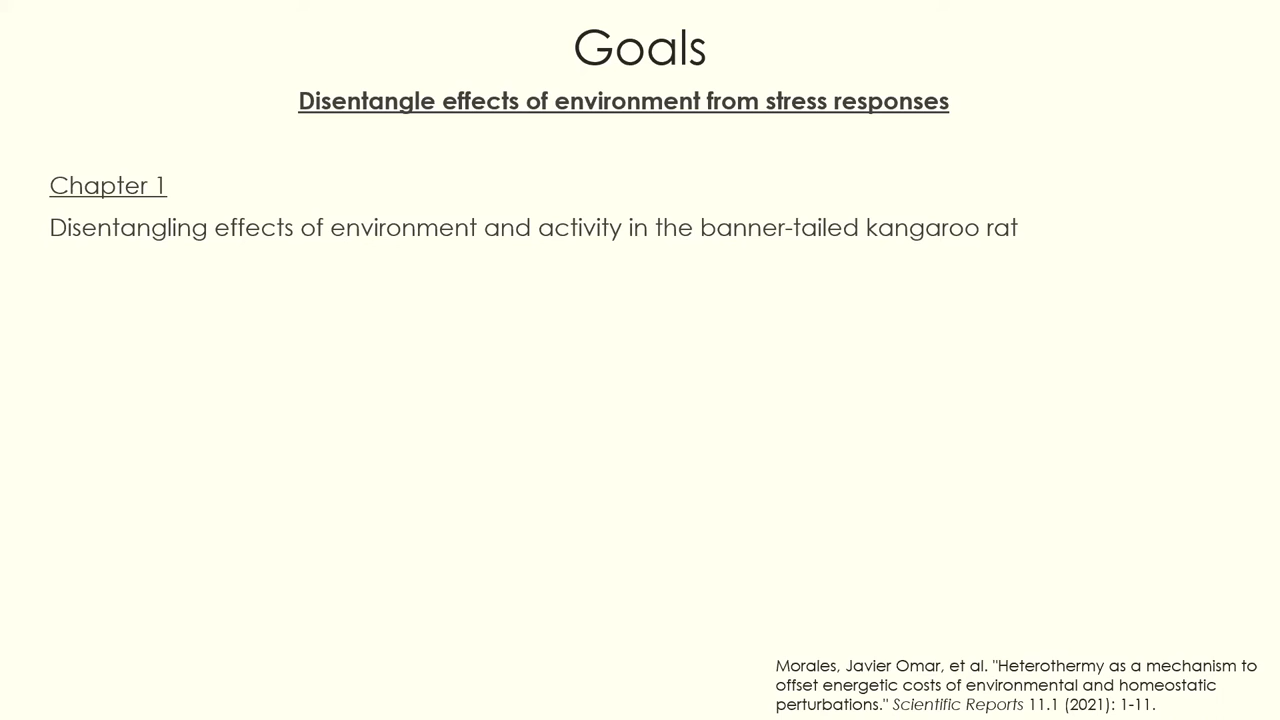 Goals
Disentangle effects of environment from stress responses
Chapter 1
Disentangling effects of environment and activity in the banner-tailed kangaroo rat
Morales, Javier Omar, et al. "Heterothermy as a mechanism to
offset energetic costs of environmental and homeostatic
perturbations." Scientific Reports 11.1 (2021): 1-11.